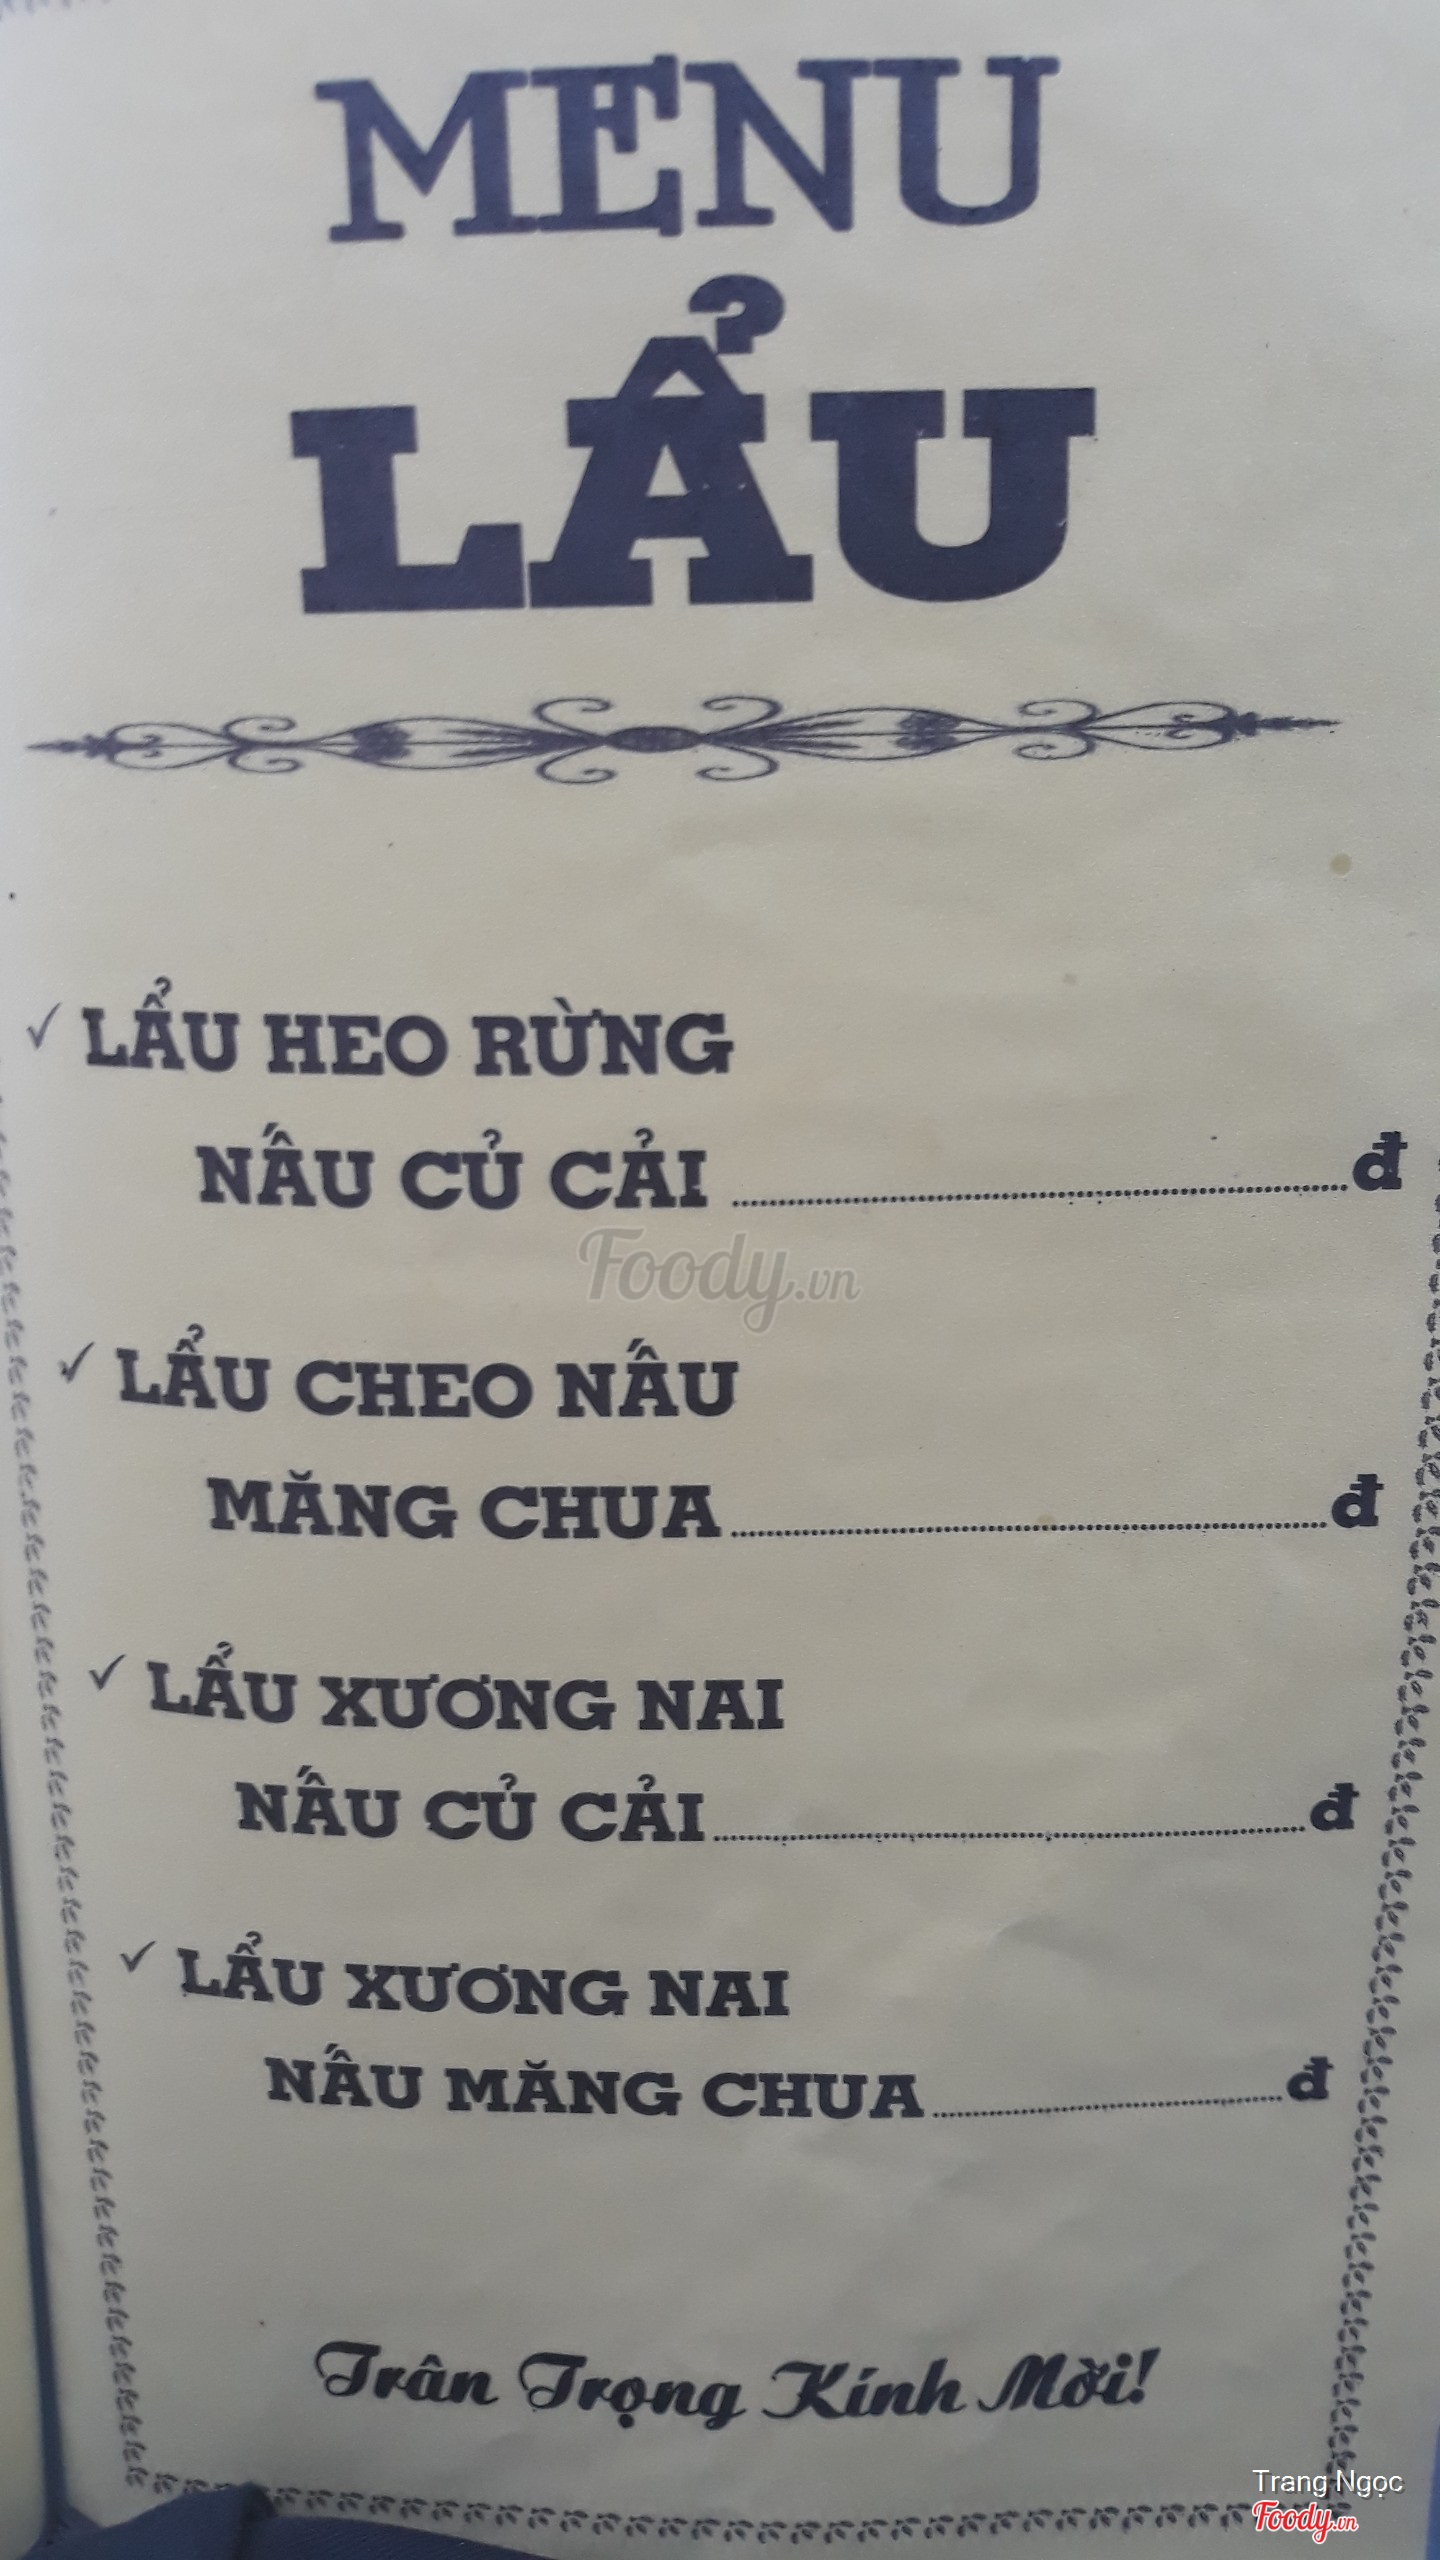 MENU
LẨU
✓ LẨU HEO RỪNG
NẤU CỦ CẢI ........................đ
Foody.vn
✓ LẨU CHEO NẤU
MĂNG CHUA ........................đ
✓ LẨU XƯƠNG NAI
NẤU CỦ CẢI ........................đ
✓ LẨU XƯƠNG NAI
NẤU MĂNG CHUA ...............đ
Trân Trọng Kính Mời!
Trang Ngọc
Foody.vn